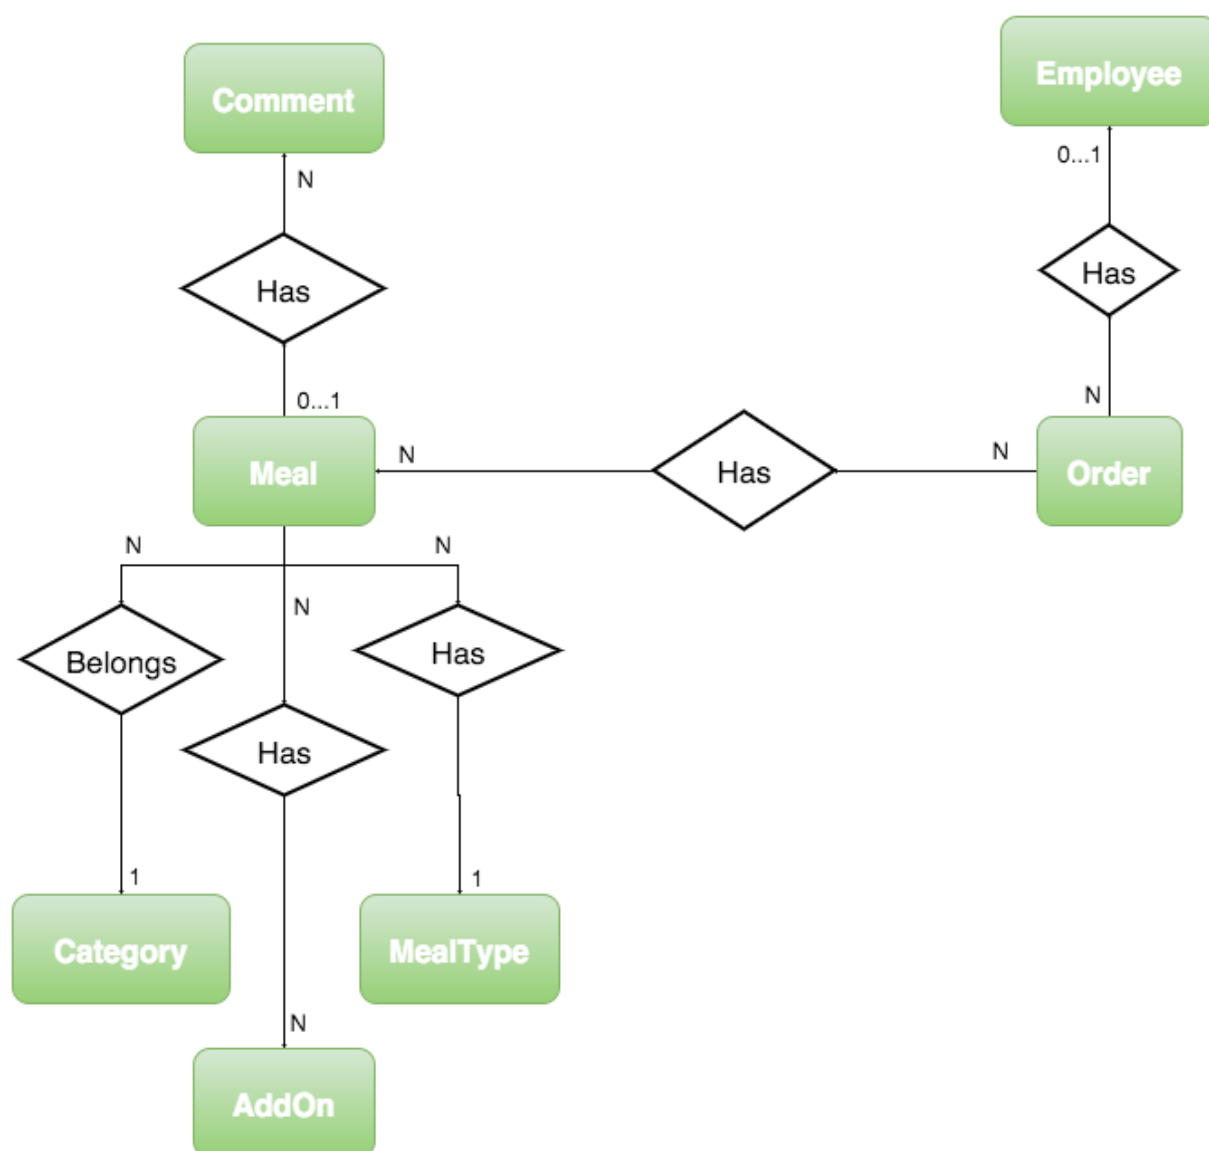 Employee
Comment
0...1
N
Has
Has
N
0...1
N
N
Meal
Has
Order
N
N
N
Has
Belongs
Has
1
1
Category
MealType
N
AddOn